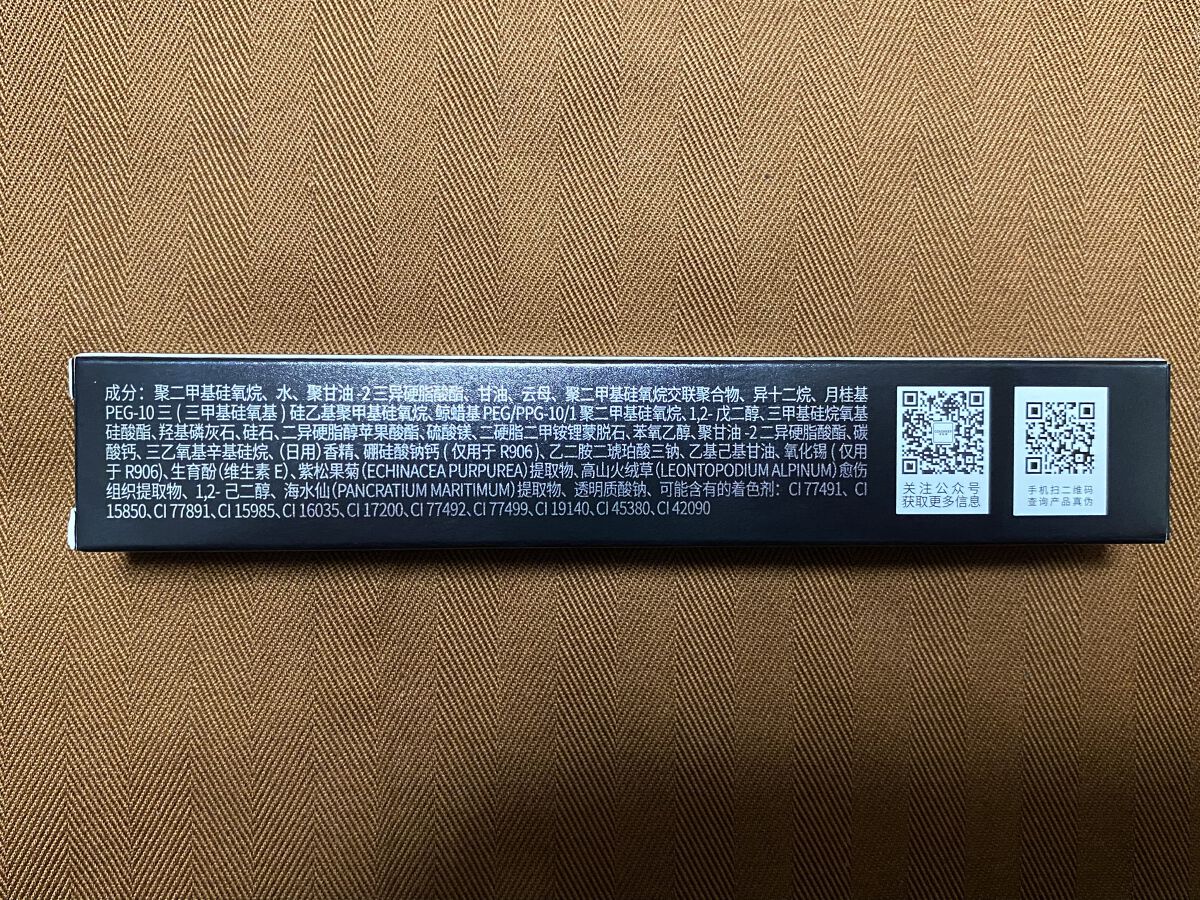 成分：聚二甲基硅氧烷、水、聚甘油-2三异硬脂酸酯、甘油、云母、聚二甲基硅氧烷交联聚合物、异十二烷、月桂基
PEG-10 三 (三甲基硅氧基) 硅乙基聚甲基硅氧烷、鲸蜡基 PEG/PPG-10/1 聚二甲基硅氧烷、1,2- 戊二醇、三甲基硅烷氧基
硅酸酯、羟基磷灰石、硅石、二异硬脂醇苹果酸酯、硫酸镁、二硬脂二甲铵锂蒙脱石、苯氧乙醇、聚甘油 -2 二异硬脂酸酯、碳
酸钙、三乙氧基辛基硅烷、(日用) 香精、硼硅酸钠钙 ( 仅用于 R906)、乙二胺二琥珀酸三钠、乙基己基甘油、氧化锡 ( 仅用
于 R906)、生育酚 (维生素 E)、紫松果菊 (ECHINACEA PURPUREA) 提取物、高山火绒草 (LEONTOPODIUM ALPINUM) 愈伤
组织提取物、1,2- 己二醇、海水仙 (PANCRATIUM MARITIMUM) 提取物、透明质酸钠、可能含有的着色剂：CI 77491、CI
15850、CI 77891、CI 15985、CI 16035、CI 17200、CI 77492、CI 77499、CI 19140、CI 45380、CI 42090
关注公众号
获取更多信息
手机扫二维码
查询产品真伪